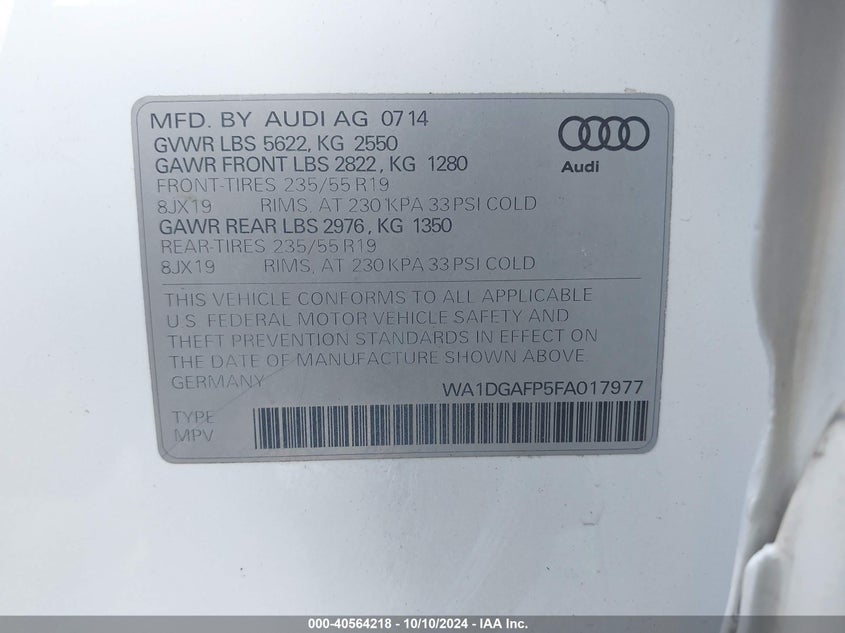 MFD. BY AUDI AG 0714
GVWR LBS 5622, KG 2550
GAWR FRONT LBS 2822, KG 1280
FRONT-TIRES 235/55 R19
8JX19 RIMS, AT 230 KPA 33 PSI COLD
GAWR REAR LBS 2976, KG 1350
REAR-TIRES 235/55 R19
8JX19 RIMS, AT 230 KPA 33 PSI COLD
Audi
THIS VEHICLE CONFORMS TO ALL APPLICABLE
U.S. FEDERAL MOTOR VEHICLE SAFETY AND
THEFT PREVENTION STANDARDS IN EFFECT ON
THE DATE OF MANUFACTURE SHOWN ABOVE.
GERMANY WA1DGAFP5FA017977
TYPE
MPV
000-40564218 - 10/10/2024 - IAA Inc.